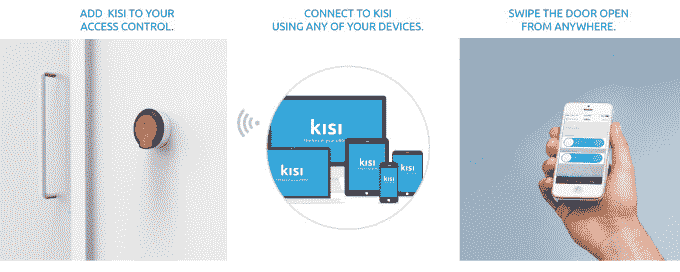 ADD KISI TO YOUR
ACCESS CONTROL.
CONNECT TO KISI
USING ANY OF YOUR DEVICES.
SWIPE THE DOOR OPEN
FROM ANYWHERE.
KISI
KISI
KISI
KISI
KISI